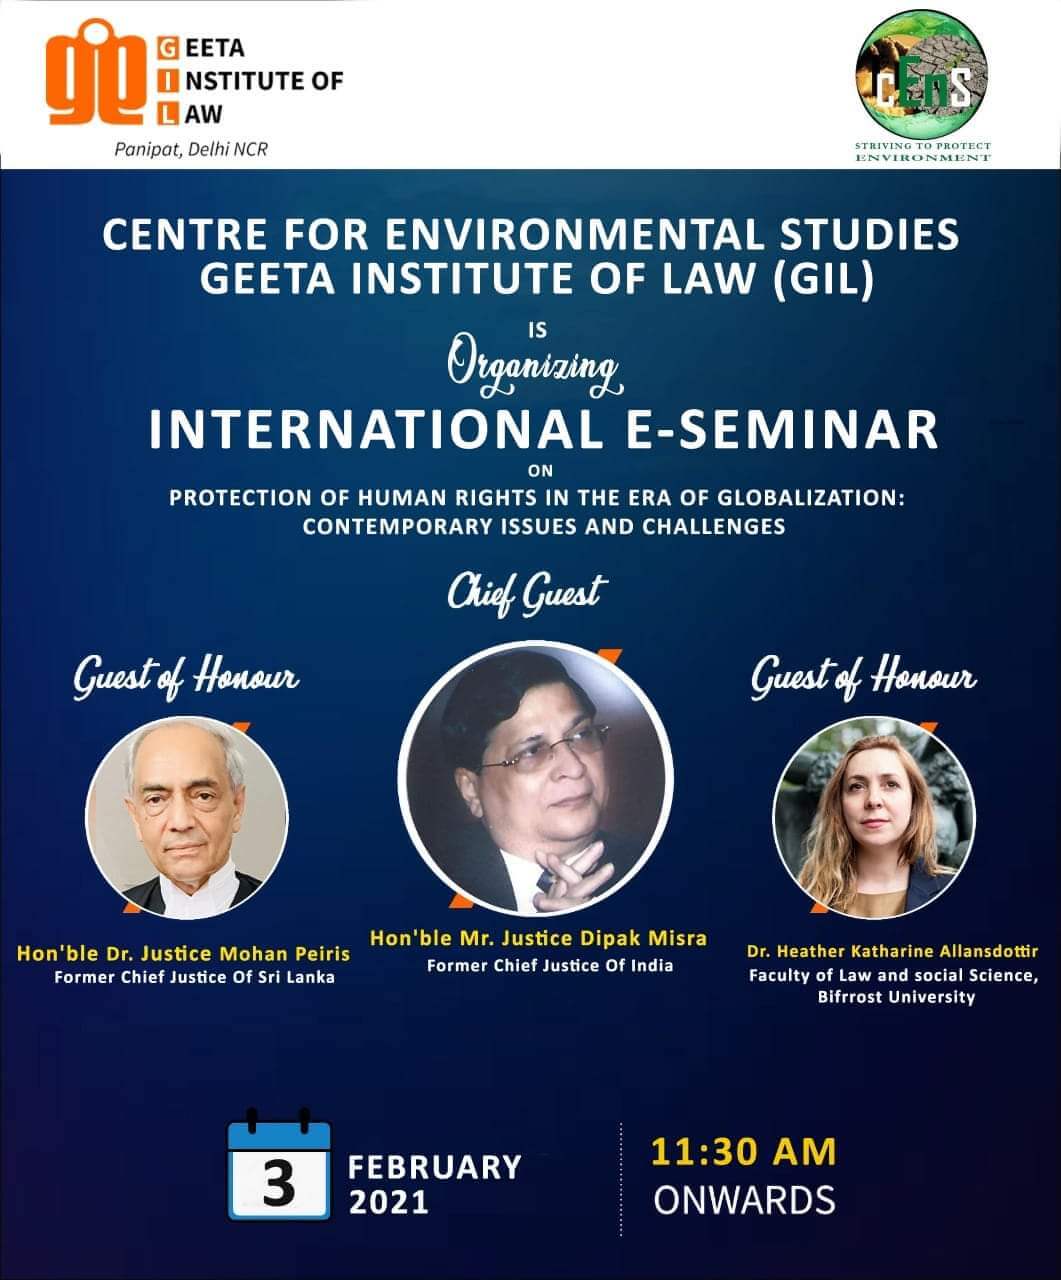 GEETA
INSTITUTE OF
LAW
Panipat, Delhi NCR
cEnS
STRIVING TO PROTECT
ENVIRONMENT
CENTRE FOR ENVIRONMENTAL STUDIES
GEETA INSTITUTE OF LAW (GIL)
IS
Organizing
INTERNATIONAL E-SEMINAR
ON
PROTECTION OF HUMAN RIGHTS IN THE ERA OF GLOBALIZATION:
CONTEMPORARY ISSUES AND CHALLENGES
Chief Guest
Guest of Honour
Guest of Honour
Hon'ble Dr. Justice Mohan Peiris
Former Chief Justice Of Sri Lanka
Hon'ble Mr. Justice Dipak Misra
Former Chief Justice Of India
Dr. Heather Katharine Allansdottir
Faculty of Law and social Science,
Bifrrost University
3
FEBRUARY
2021
11:30 AM
ONWARDS